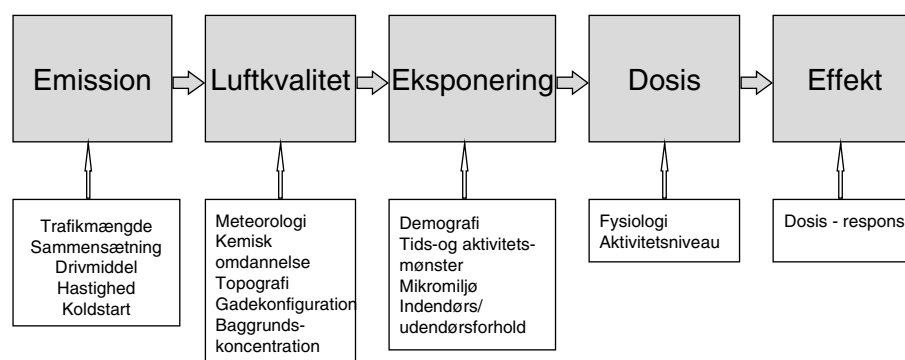 Emission
Luftkvalitet
Eksponering
Dosis
Effekt
Trafikmængde
Sammensætning
Drivmiddel
Hastighed
Koldstart
Meteorologi
Kemisk
omdannelse
Topografi
Gadekonfiguration
Baggrunds-
koncentration
Demografi
Tids-og aktivitets-
mønster
Mikromiljø
Indendørs/
udendørsforhold
Fysiologi
Aktivitetsniveau
Dosis - respons